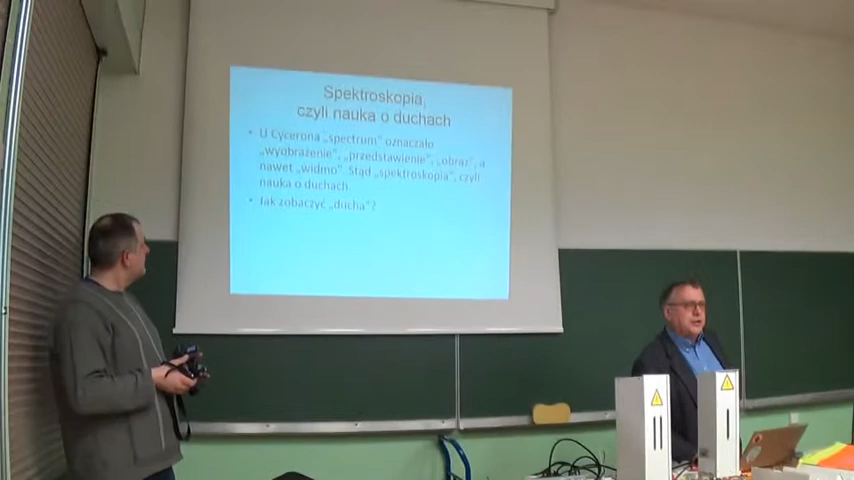 Spektroskopia,
czyli nauka o duchach
• U Cycerona „spectrum” oznaczało
„wyobrażenie”, „przedstawienie”, „obraz”, a
nawet „widmo”. Stąd „spektroskopia”, czyli
nauka o duchach.
• Jak zobaczyć „ducha”?